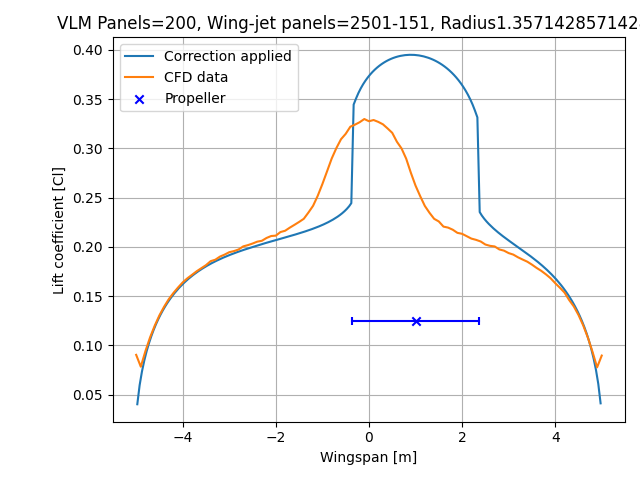 VLM Panels=200, Wing-jet panels=2501-151, Radius1.357142857142
Correction applied
CFD data
Propeller
Lift coefficient [Cl]
0.40
0.35
0.30
0.25
0.20
0.15
0.10
0.05
−4
−2
0
2
4
Wingspan [m]